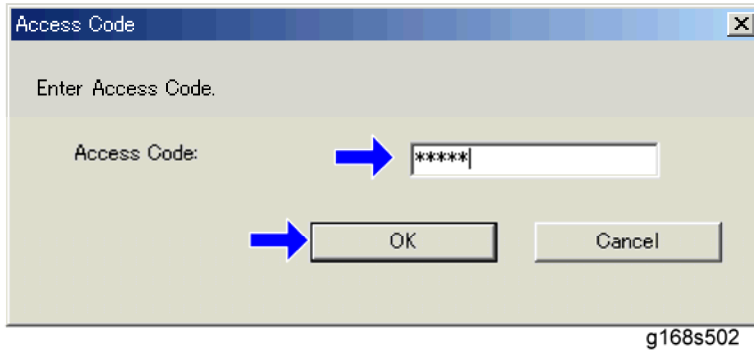 Access Code
Enter Access Code.
Access Code: *****
OK Cancel
g168s502